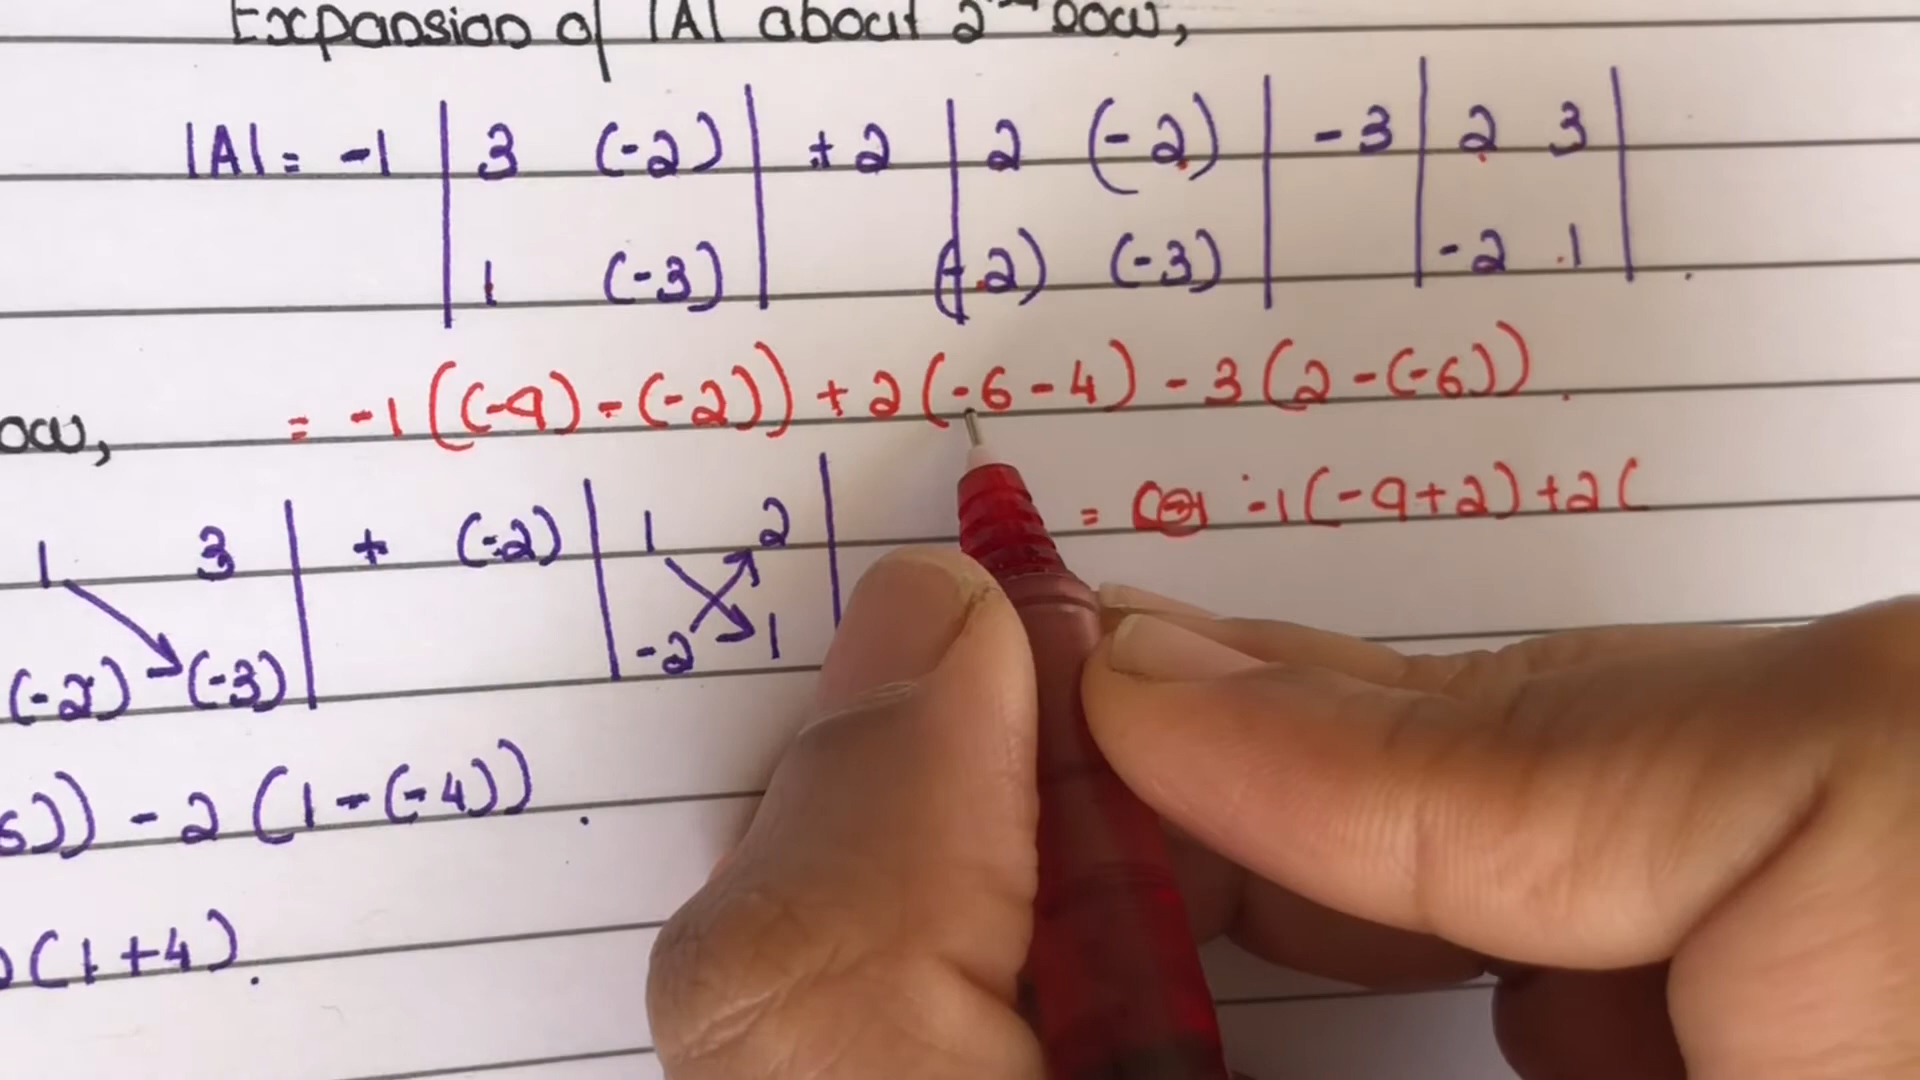 Expansion of |A| about 2nd row,
|A| = -1 | 3 (-2) | + 2 | 2 (-2) | - 3 | 2 3 |
| 1 (-3) | | (-2) (-3) | | -2 1 | .
= -1((-9) - (-2)) + 2(-6 - 4) - 3(2 - (-6)).
ow,
= -1(-9+2) + 2(
1 3 | + (-2) | 1 2 |
(-2) (-3) | | -2 1 |
)) - 2(1 - (-4)).
(1 + 4).